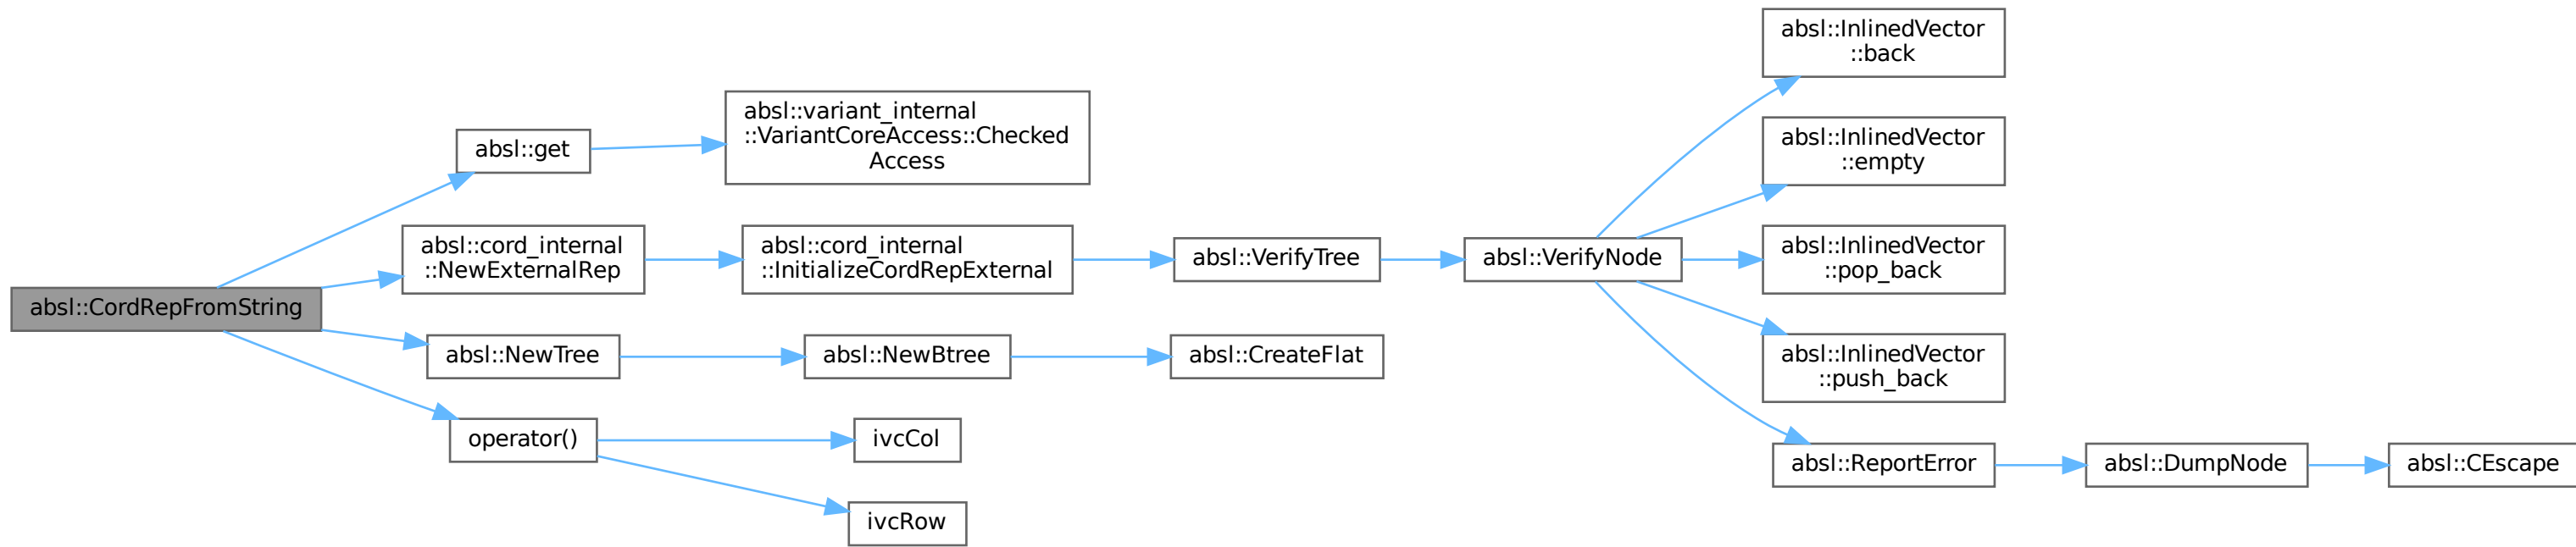 absl::CordRepFromString
absl::get
absl::variant_internal
::VariantCoreAccess::Checked
Access
absl::cord_internal
::NewExternalRep
absl::cord_internal
::InitializeCordRepExternal
absl::VerifyTree
absl::VerifyNode
absl::InlinedVector
::back
absl::InlinedVector
::empty
absl::InlinedVector
::pop_back
absl::InlinedVector
::push_back
absl::ReportError
absl::DumpNode
absl::CEscape
absl::NewTree
absl::NewBtree
absl::CreateFlat
operator()
ivcCol
ivcRow